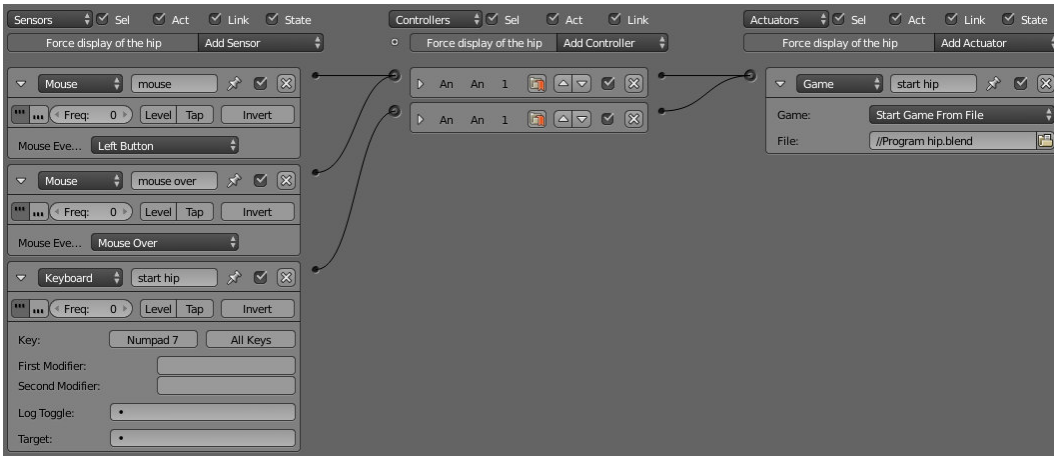 Sensors Sel Act Link State Controllers Sel Act Link Actuators Sel Act Link State
Force display of the hip Add Sensor Force display of the hip Add Controller Force display of the hip Add Actuator
Mouse mouse An An 1 Game start hip
Freq: 0 Level Tap Invert An An 1 Game: Start Game From File
Mouse Eve... Left Button File: //Program hip.blend
Mouse mouse over
Freq: 0 Level Tap Invert
Mouse Eve... Mouse Over
Keyboard start hip
Freq: 0 Level Tap Invert
Key: Numpad 7 All Keys
First Modifier:
Second Modifier:
Log Toggle:
Target: